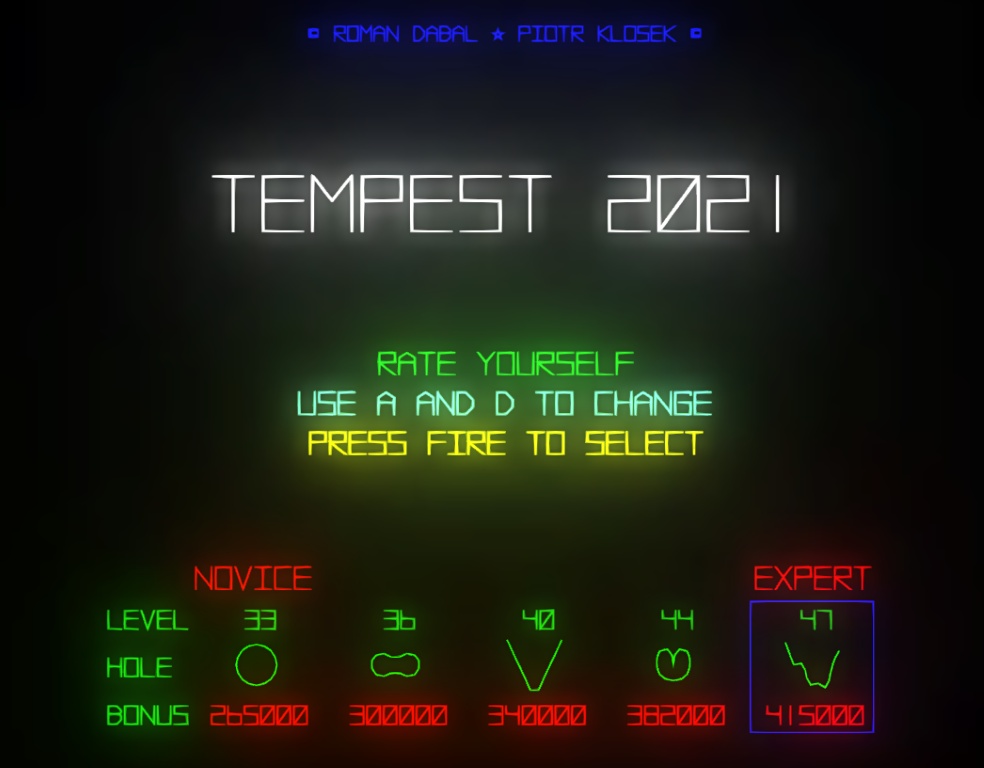 ROMAN DABAL ☆ PIOTR KLOSEK
TEMPEST 2021
RATE YOURSELF
USE A AND D TO CHANGE
PRESS FIRE TO SELECT
NOVICE EXPERT
LEVEL 33 36 40 44 47
HOLE
BONUS 265000 300000 340000 382000 415000